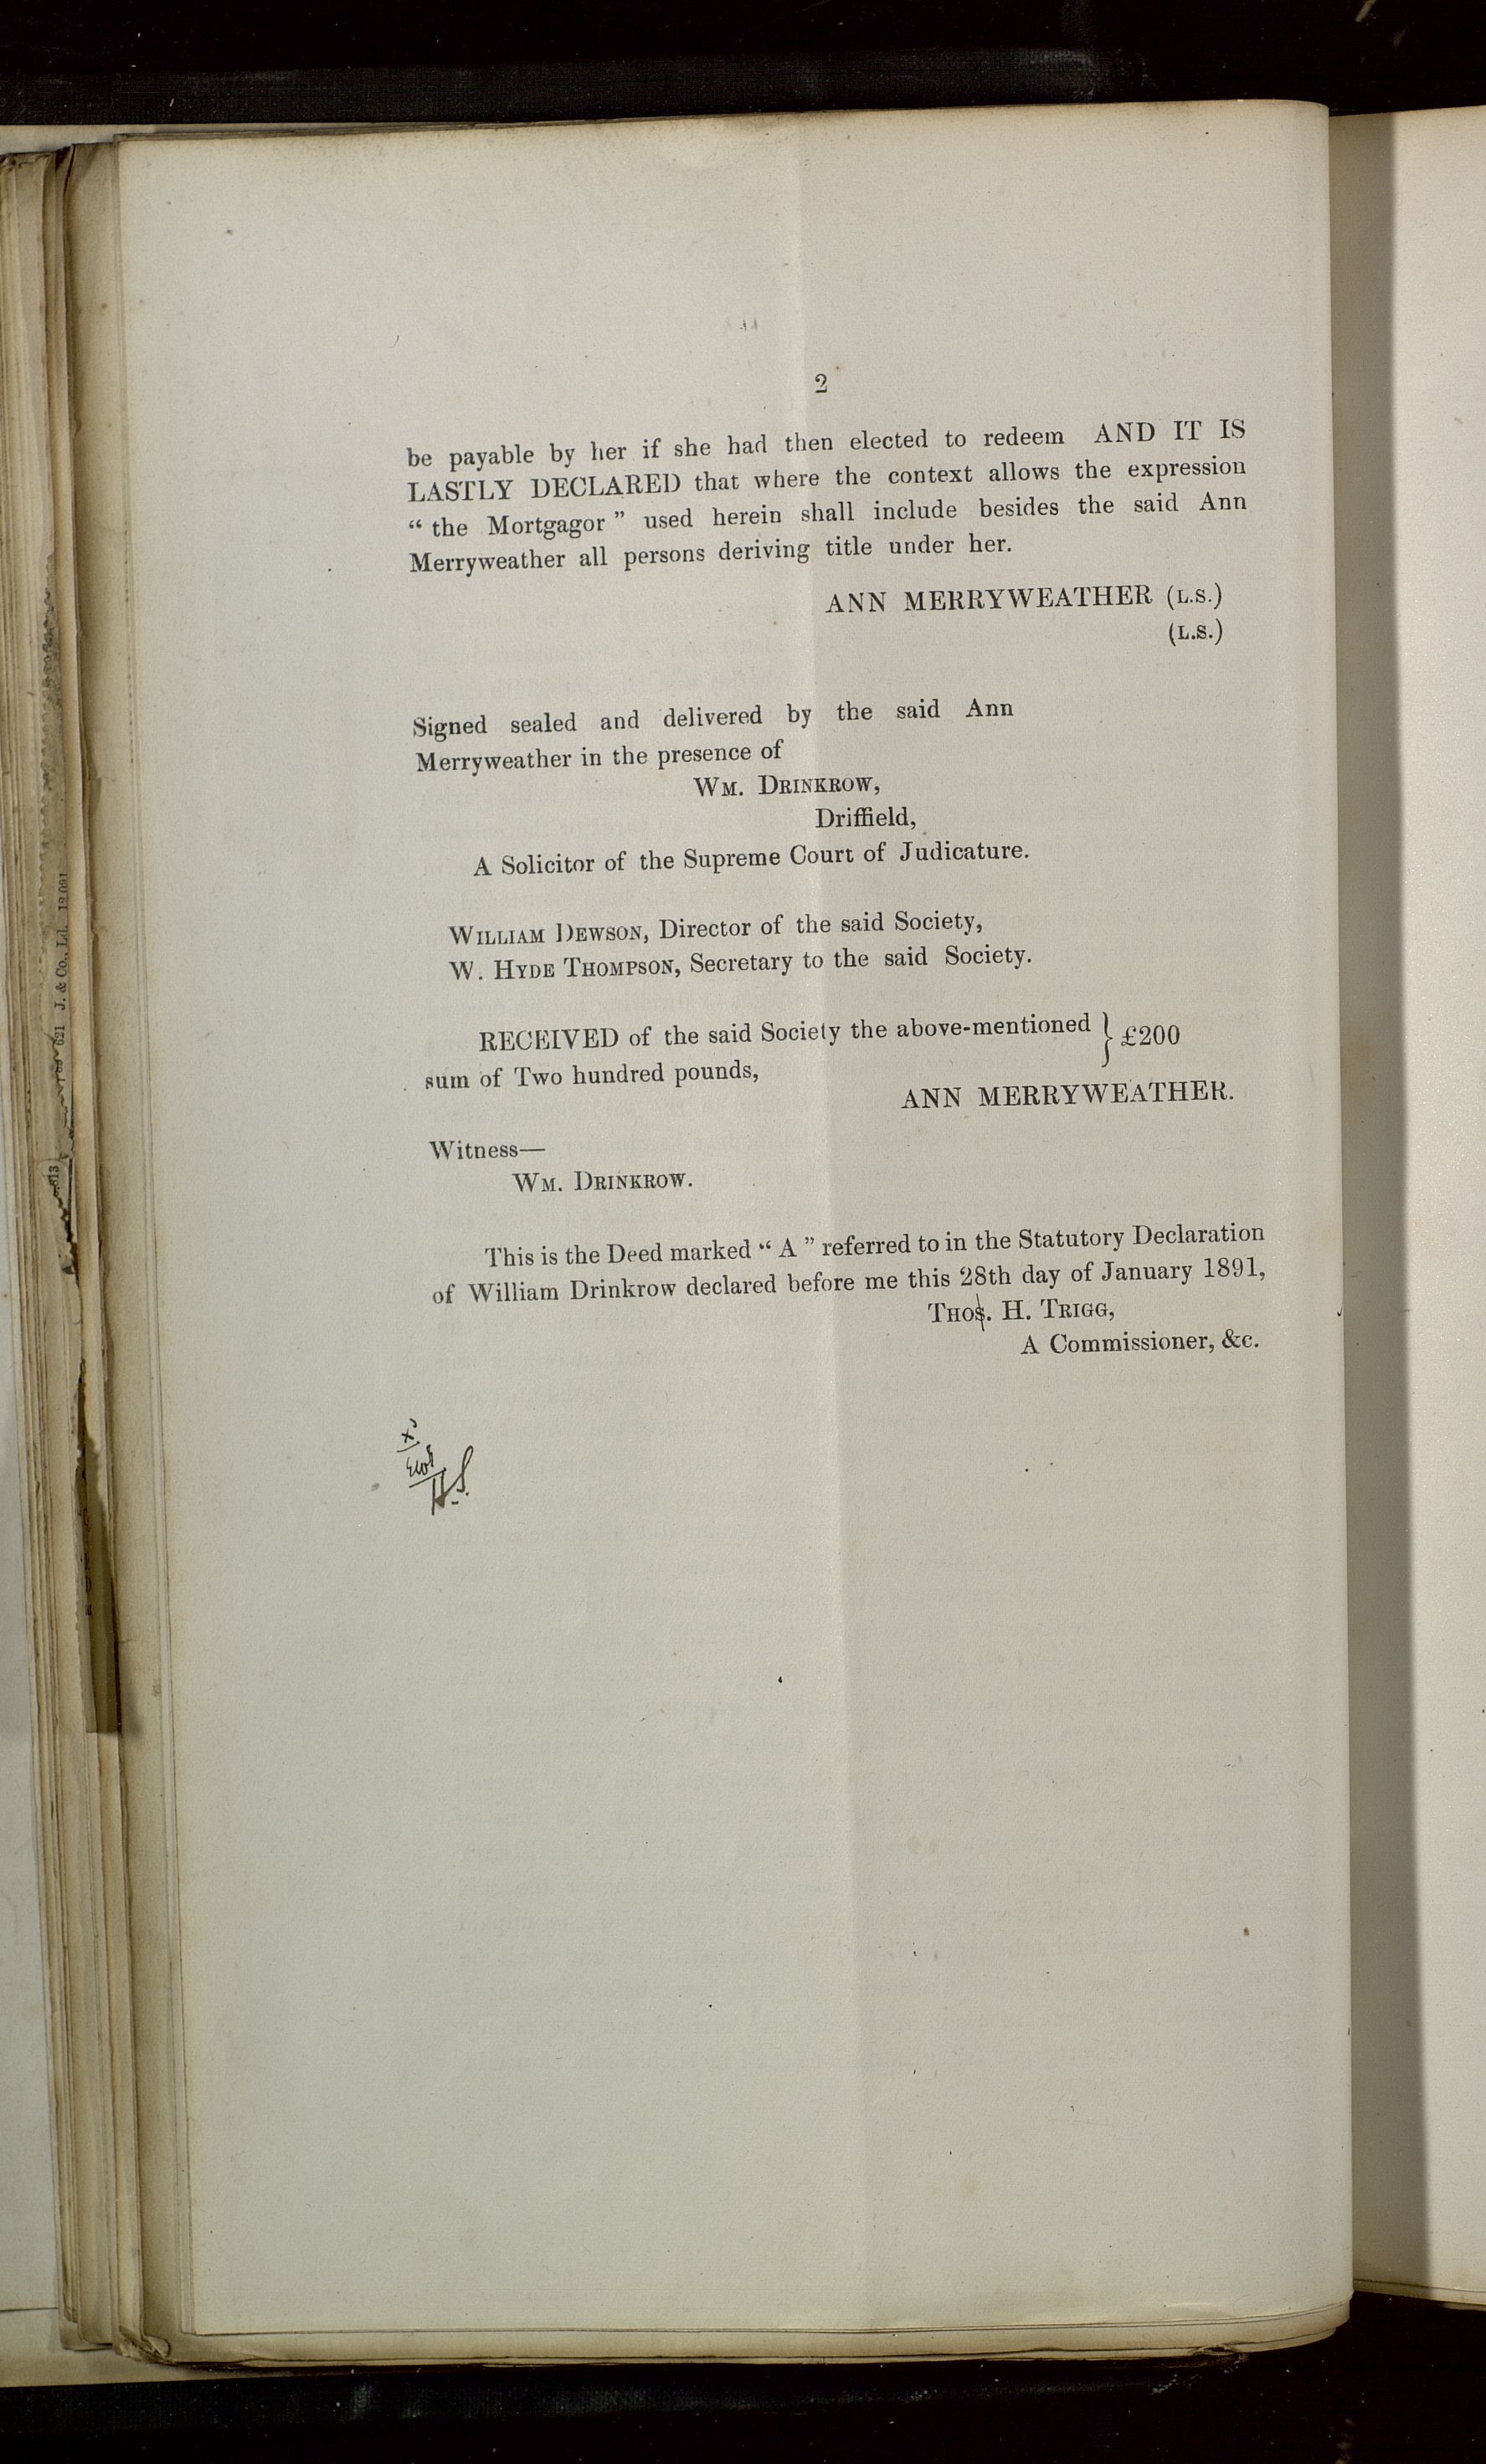 2
be payable by her if she had then elected to redeem AND IT IS
LASTLY DECLARED that where the context allows the expression
“ the Mortgagor ” used herein shall include besides the said Ann
Merryweather all persons deriving title under her.
ANN MERRYWEATHER (L.S.)
(L.S.)
Signed sealed and delivered by the said Ann
Merryweather in the presence of
WM. DRINKROW,
Driffield,
A Solicitor of the Supreme Court of Judicature.
WILLIAM DEWSON, Director of the said Society,
W. HYDE THOMPSON, Secretary to the said Society.
RECEIVED of the said Society the above-mentioned } £200
sum of Two hundred pounds,
ANN MERRYWEATHER.
Witness—
WM. DRINKROW.
This is the Deed marked “ A ” referred to in the Statutory Declaration
of William Drinkrow declared before me this 28th day of January 1891,
THOS. H. TRIGG,
A Commissioner, &c.
J. & Co., Ld.